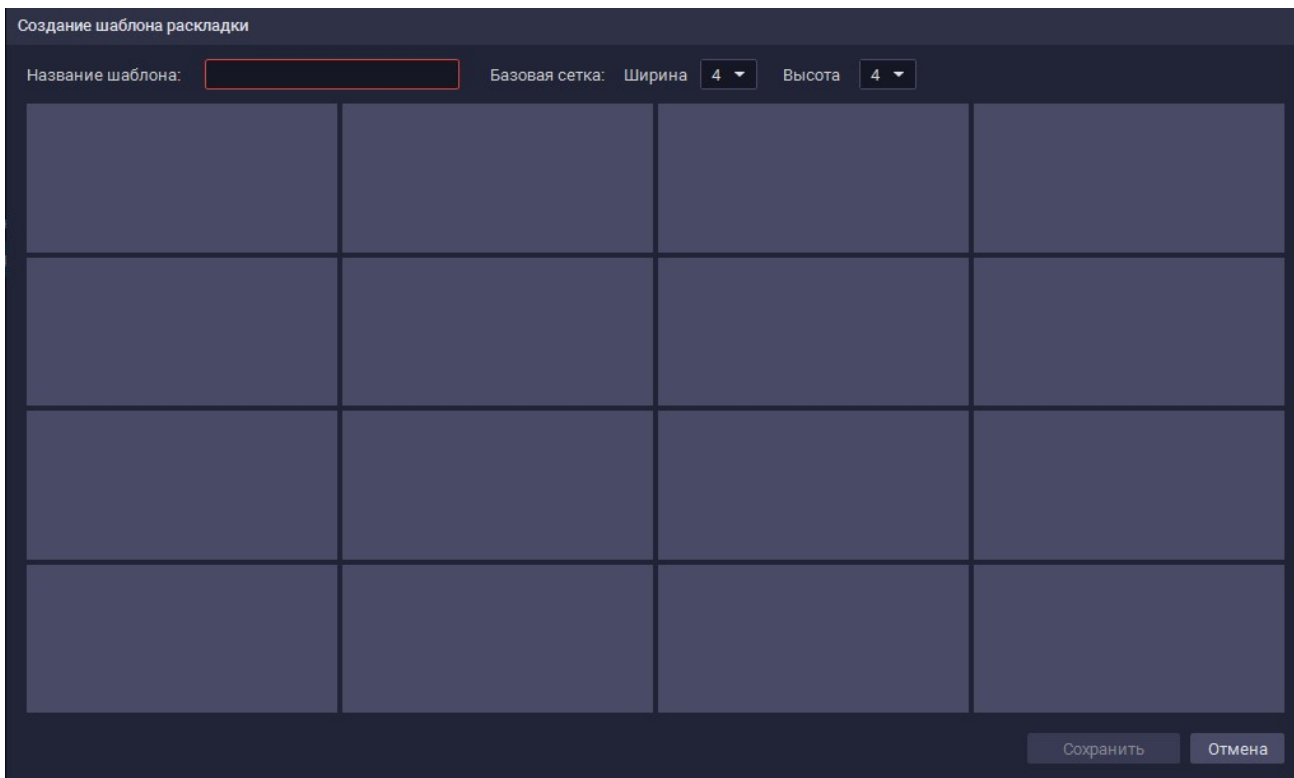 Создание шаблона раскладки
Название шаблона: Базовая сетка: Ширина 4 Высота 4
Сохранить Отмена